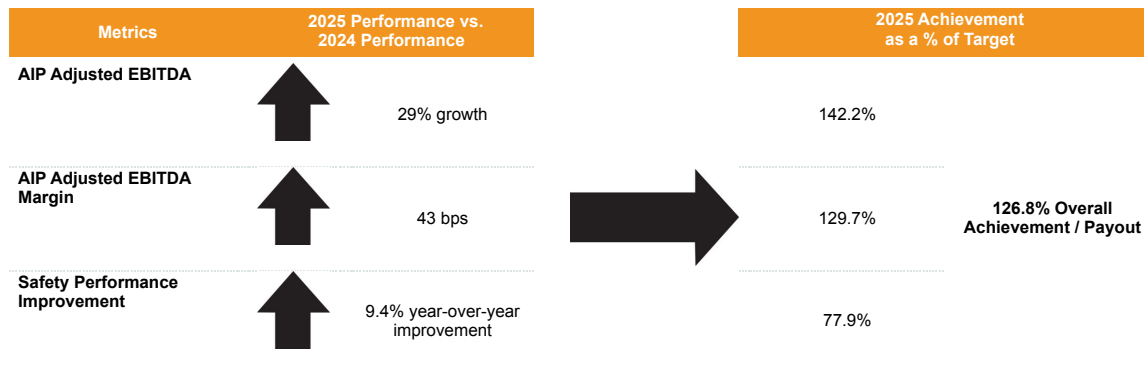 Metrics
2025 Performance vs.
2024 Performance
2025 Achievement
as a % of Target
AIP Adjusted EBITDA
29% growth
142.2%
AIP Adjusted EBITDA
Margin
43 bps
129.7%
126.8% Overall
Achievement / Payout
Safety Performance
Improvement
9.4% year-over-year
improvement
77.9%